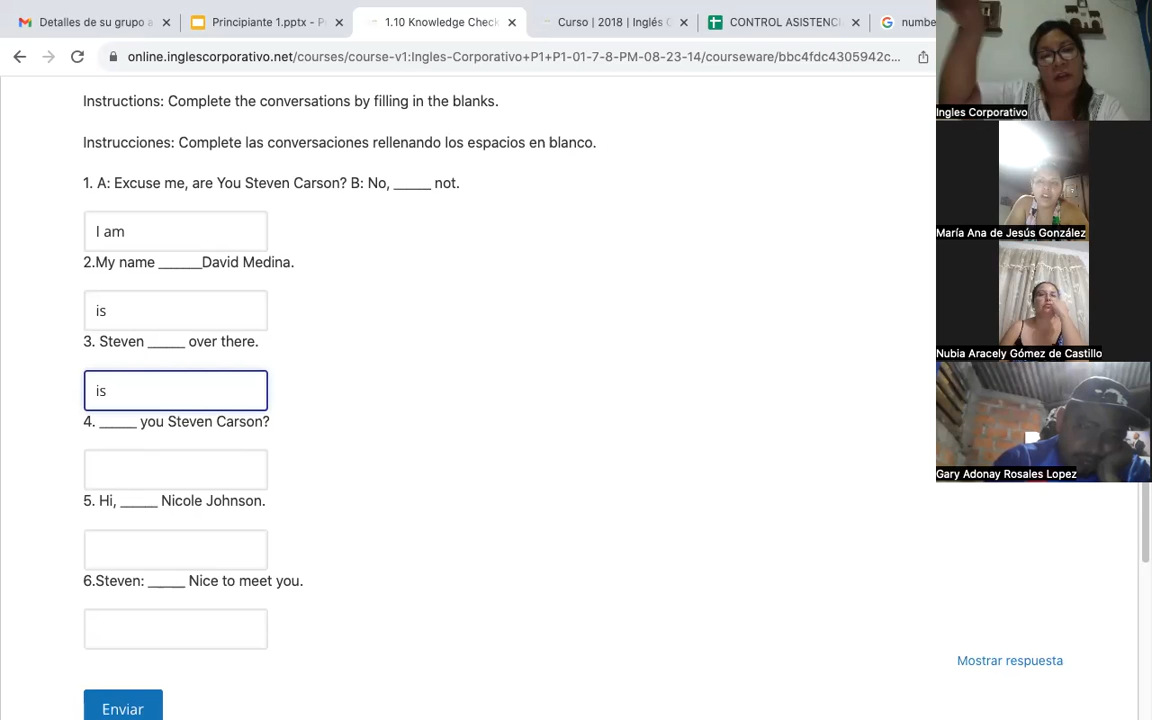 Detalles de su grupo a
Principiante 1.pptx - P
1.10 Knowledge Check
Curso | 2018 | Inglés C
CONTROL ASISTENCI
numbe
online.inglescorporativo.net/courses/course-v1:Ingles-Corporativo+P1+P1-01-7-8-PM-08-23-14/courseware/bbc4fdc4305942c...
Instructions: Complete the conversations by filling in the blanks.
Instrucciones: Complete las conversaciones rellenando los espacios en blanco.
1. A: Excuse me, are You Steven Carson? B: No, _____ not.
I am
2.My name ______David Medina.
is
3. Steven _____ over there.
is
4. _____ you Steven Carson?
5. Hi, _____ Nicole Johnson.
6.Steven: _____ Nice to meet you.
Mostrar respuesta
Enviar
Ingles Corporativo
María Ana de Jesús González
Nubia Aracely Gómez de Castillo
Gary Adonay Rosales Lopez